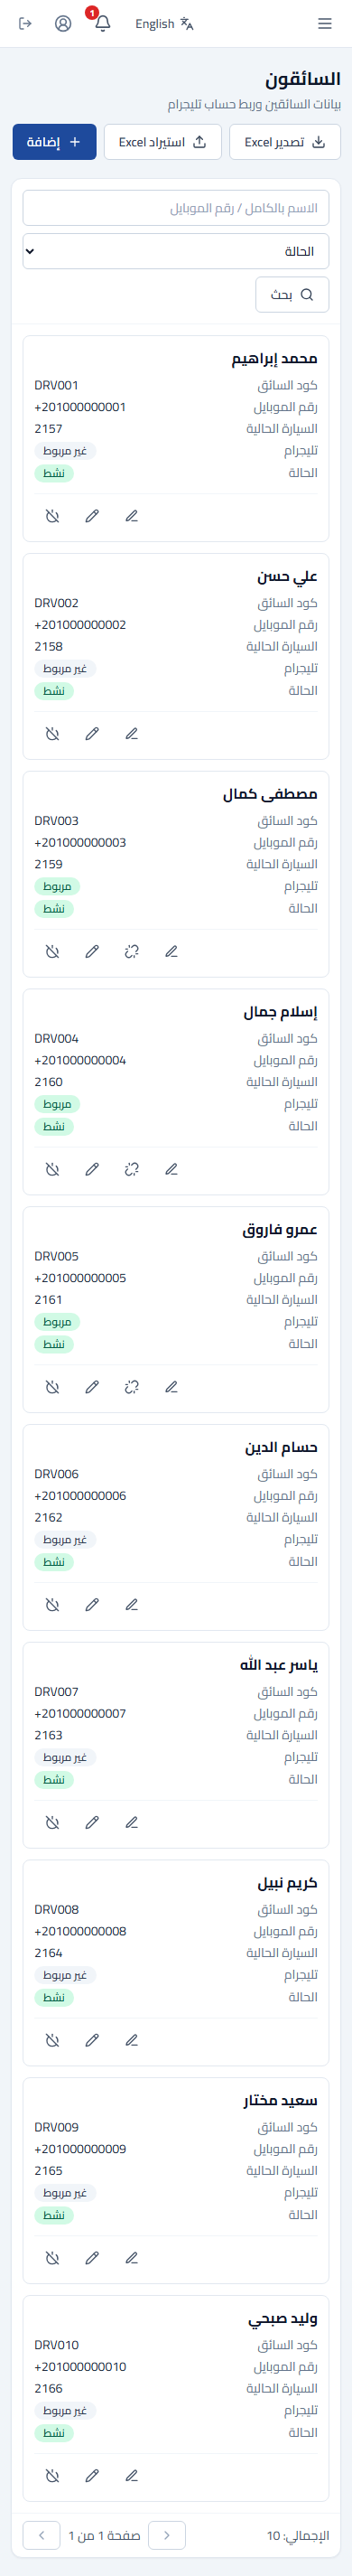 English
1
السائقون
بيانات السائقين وربط حساب تليجرام
تصدير Excel
استيراد Excel
إضافة
الاسم بالكامل / رقم الموبايل
الحالة
بحث
محمد إبراهيم
كود السائق DRV001
رقم الموبايل +201000000001
السيارة الحالية 2157
تليجرام غير مربوط
الحالة نشط
علي حسن
كود السائق DRV002
رقم الموبايل +201000000002
السيارة الحالية 2158
تليجرام غير مربوط
الحالة نشط
مصطفى كمال
كود السائق DRV003
رقم الموبايل +201000000003
السيارة الحالية 2159
تليجرام مربوط
الحالة نشط
إسلام جمال
كود السائق DRV004
رقم الموبايل +201000000004
السيارة الحالية 2160
تليجرام مربوط
الحالة نشط
عمرو فاروق
كود السائق DRV005
رقم الموبايل +201000000005
السيارة الحالية 2161
تليجرام مربوط
الحالة نشط
حسام الدين
كود السائق DRV006
رقم الموبايل +201000000006
السيارة الحالية 2162
تليجرام غير مربوط
الحالة نشط
ياسر عبد الله
كود السائق DRV007
رقم الموبايل +201000000007
السيارة الحالية 2163
تليجرام غير مربوط
الحالة نشط
كريم نبيل
كود السائق DRV008
رقم الموبايل +201000000008
السيارة الحالية 2164
تليجرام غير مربوط
الحالة نشط
سعيد مختار
كود السائق DRV009
رقم الموبايل +201000000009
السيارة الحالية 2165
تليجرام غير مربوط
الحالة نشط
وليد صبحي
كود السائق DRV010
رقم الموبايل +201000000010
السيارة الحالية 2166
تليجرام غير مربوط
الحالة نشط
الإجمالي: 10
صفحة 1 من 1